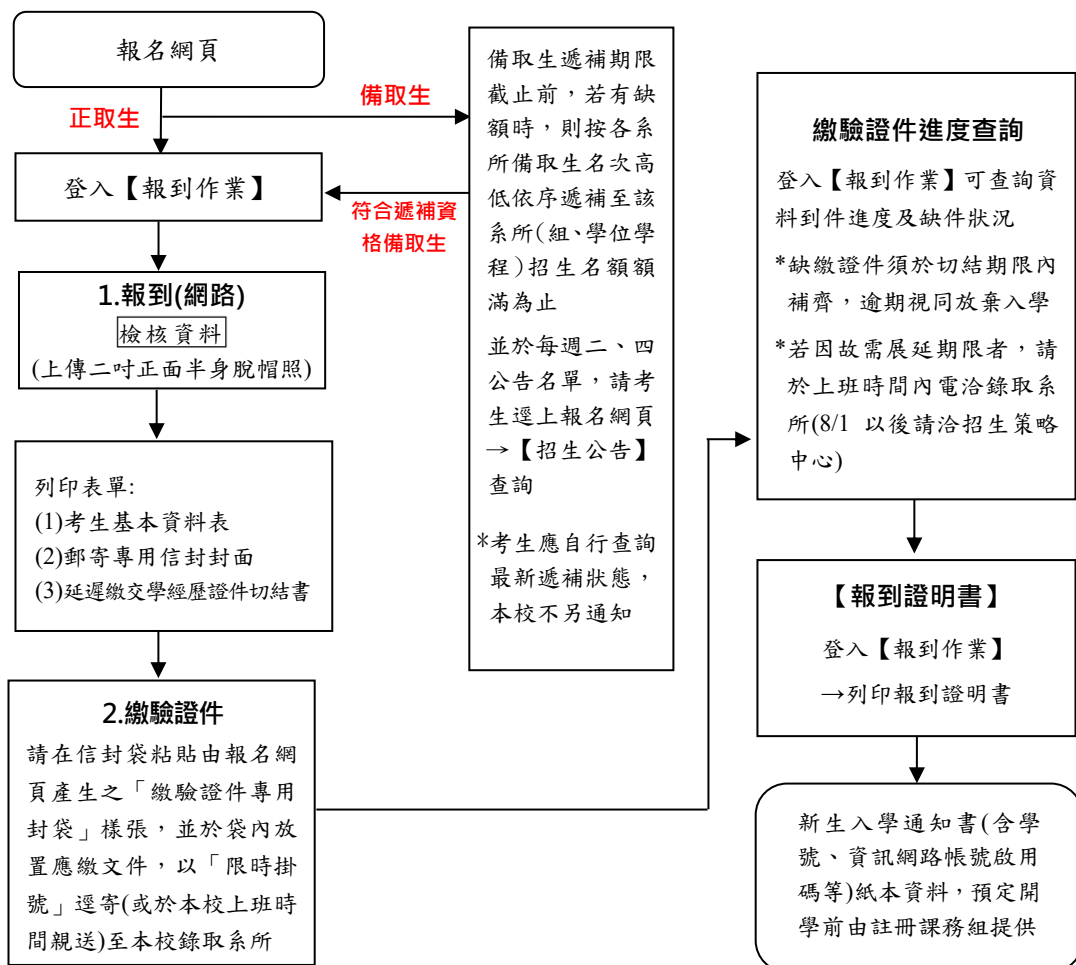 報名網頁
正取生
備取生
登入【報到作業】
符合遞補資
格備取生
1.報到(網路)
檢核資料
(上傳二吋正面半身脫帽照)
列印表單:
(1)考生基本資料表
(2)郵寄專用信封封面
(3)延遲繳交學經歷證件切結書
2.繳驗證件
請在信封袋粘貼由報名網
頁產生之「繳驗證件專用
封袋」樣張，並於袋內放
置應繳文件，以「限時掛
號」逕寄(或於本校上班時
間親送)至本校錄取系所
備取生遞補期限
截止前，若有缺
額時，則按各系
所備取生名次高
低依序遞補至該
系所(組、學位學
程)招生名額額
滿為止
並於每週二、四
公告名單，請考
生逕上報名網頁
→【招生公告】
查詢
*考生應自行查詢
最新遞補狀態，
本校不另通知
繳驗證件進度查詢
登入【報到作業】可查詢資
料到件進度及缺件狀況
*缺繳證件須於切結期限內
補齊，逾期視同放棄入學
*若因故需展延期限者，請
於上班時間內電洽錄取系
所(8/1 以後請洽招生策略
中心)
【報到證明書】
登入【報到作業】
→列印報到證明書
新生入學通知書(含學
號、資訊網路帳號啟用
碼等)紙本資料，預定開
學前由註冊課務組提供